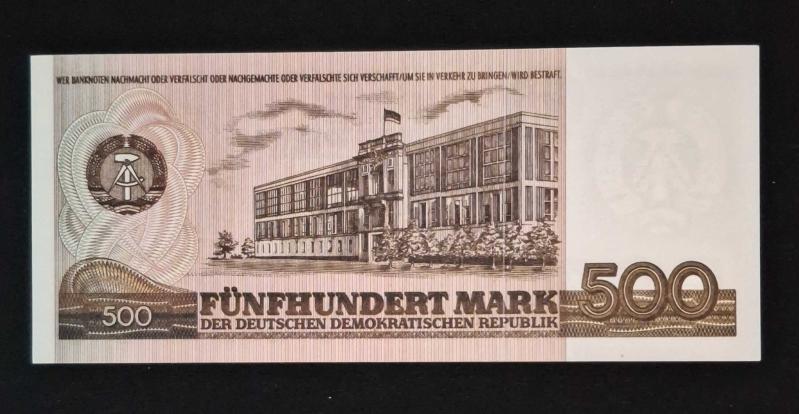 WER BANKNOTEN NACHMACHT ODER VERFÄLSCHT ODER NACHGEMACHTE ODER VERFÄLSCHTE SICH VERSCHAFFT/UM SIE IN VERKEHR ZU BRINGEN/WIRD BESTRAFT.
500
FÜNFHUNDERT MARK
DER DEUTSCHEN DEMOKRATISCHEN REPUBLIK
500